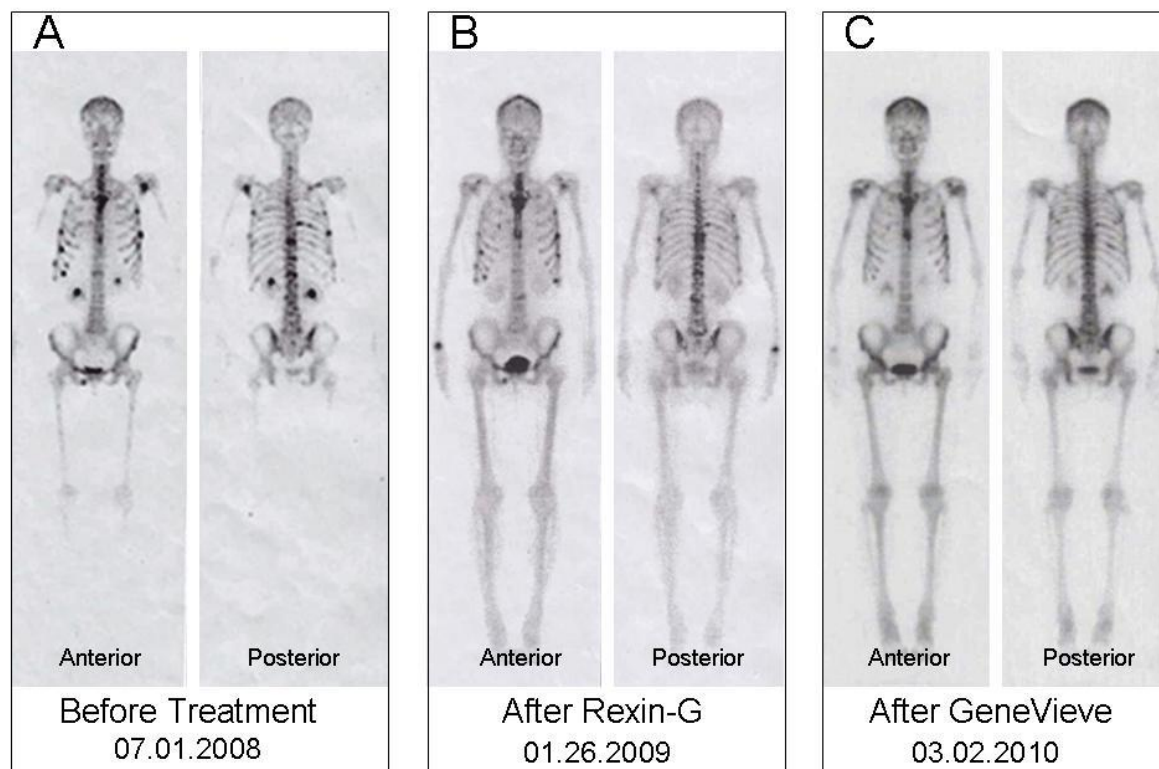 A
B
C
Anterior
Posterior
Anterior
Posterior
Anterior
Posterior
Before Treatment
07.01.2008
After Rexin-G
01.26.2009
After GeneVieve
03.02.2010